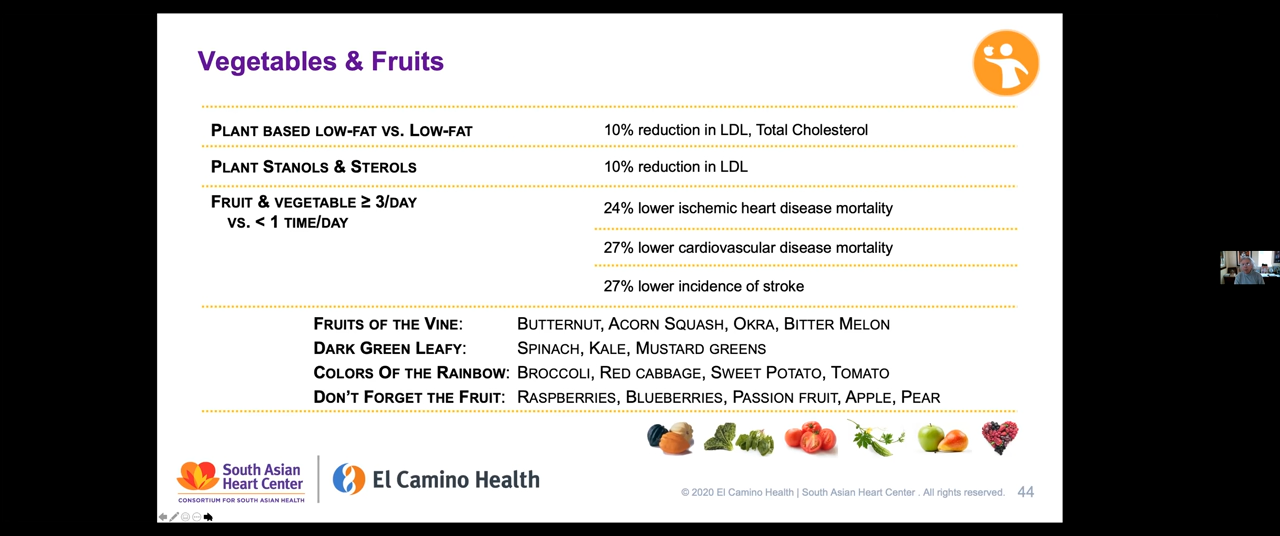 Vegetables & Fruits
PLANT BASED LOW-FAT VS. LOW-FAT
10% reduction in LDL, Total Cholesterol
PLANT STANOLS & STEROLS
10% reduction in LDL
FRUIT & VEGETABLE ≥ 3/DAY
VS. < 1 TIME/DAY
24% lower ischemic heart disease mortality
27% lower cardiovascular disease mortality
27% lower incidence of stroke
FRUITS OF THE VINE: BUTTERNUT, ACORN SQUASH, OKRA, BITTER MELON
DARK GREEN LEAFY: SPINACH, KALE, MUSTARD GREENS
COLORS OF THE RAINBOW: BROCCOLI, RED CABBAGE, SWEET POTATO, TOMATO
DON'T FORGET THE FRUIT: RASPBERRIES, BLUEBERRIES, PASSION FRUIT, APPLE, PEAR
South Asian
Heart Center
CONSORTIUM FOR SOUTH ASIAN HEALTH
El Camino Health
© 2020 El Camino Health | South Asian Heart Center . All rights reserved. 44